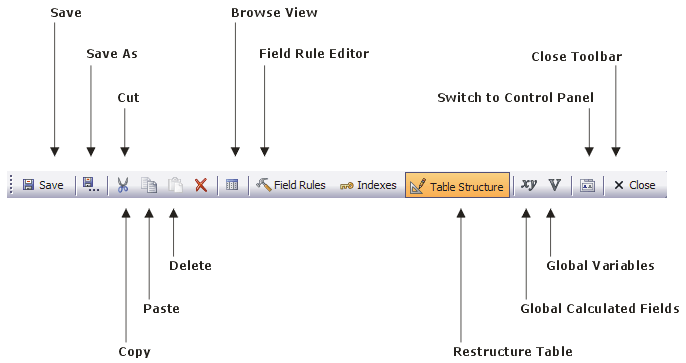 Save
Browse View
Save As
Field Rule Editor
Close Toolbar
Cut
Switch to Control Panel
Save
Field Rules
Indexes
Table Structure
xy
V
Close
Delete
Global Variables
Paste
Global Calculated Fields
Copy
Restructure Table